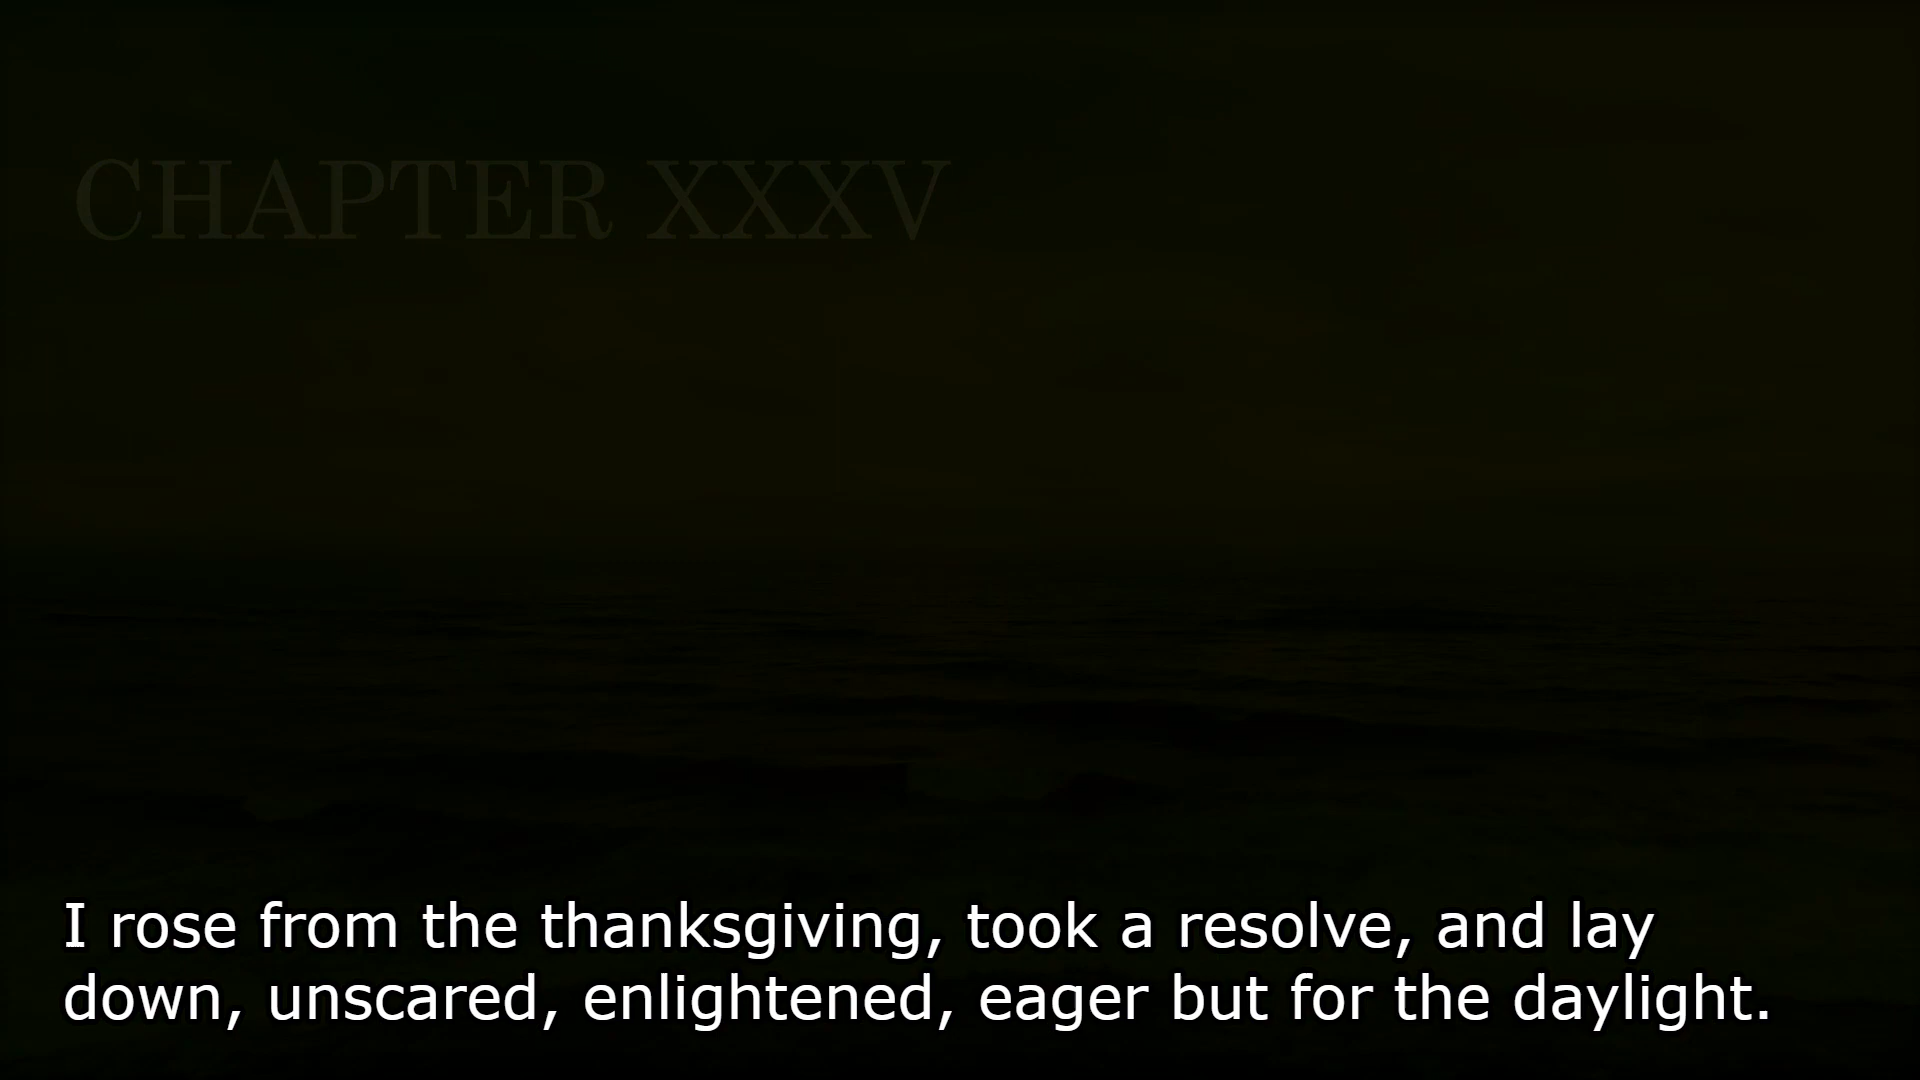 CHAPTER XXXV
I rose from the thanksgiving, took a resolve, and lay
down, unscared, enlightened, eager but for the daylight.